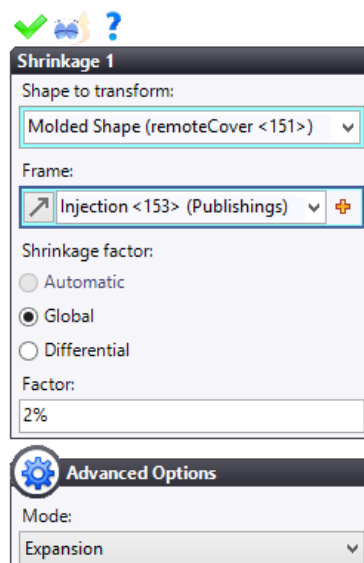 ?
Shrinkage 1
Shape to transform:
Molded Shape (remoteCover <151>)
Frame:
Injection <153> (Publishings)
Shrinkage factor:
Automatic
Global
Differential
Factor:
2%
Advanced Options
Mode:
Expansion